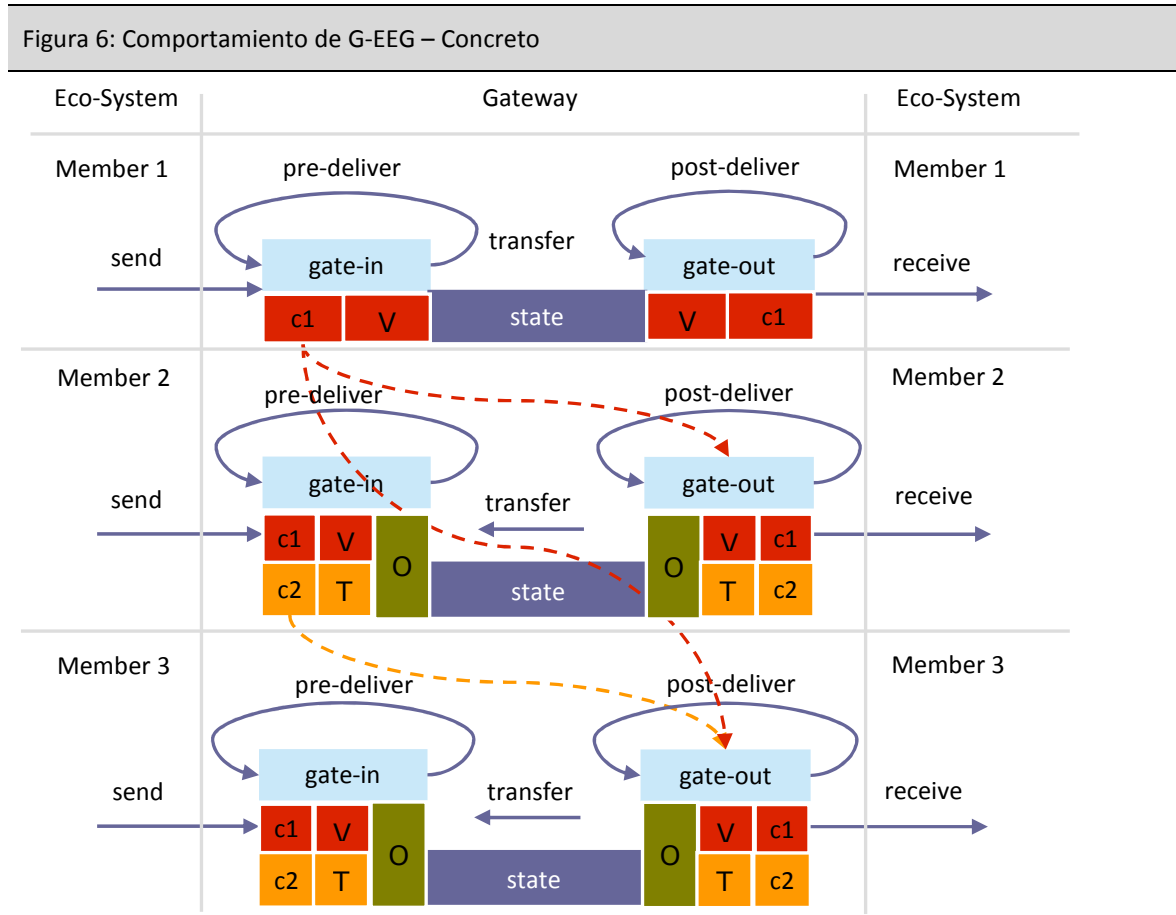 Figura 6: Comportamiento de G-EEG – Concreto
Eco-System Gateway Eco-System
Member 1 pre-deliver post-deliver Member 1
send transfer receive
gate-in gate-out
c1 V state V c1
Member 2 pre-deliver post-deliver Member 2
gate-in gate-out
send transfer receive
c1 V O O V c1
c2 T state T c2
Member 3 pre-deliver post-deliver Member 3
gate-in gate-out
send transfer receive
c1 V O O V c1
c2 T state T c2